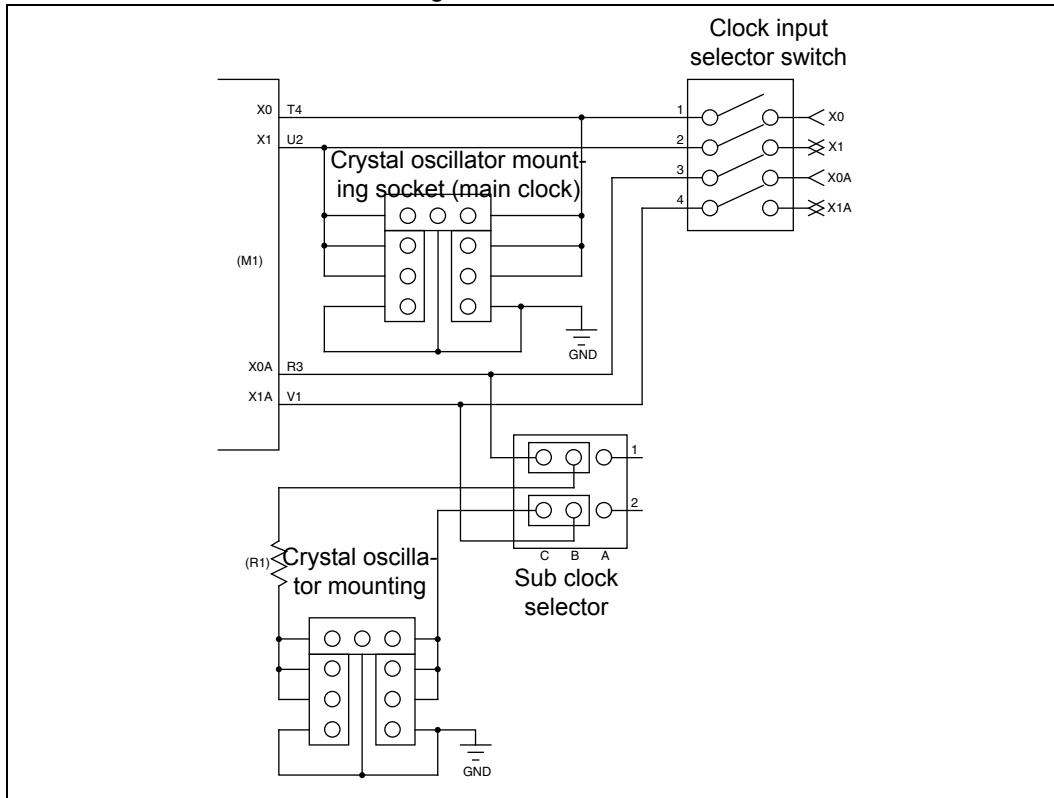 Clock input
selector switch
X0 T4
1
X0
X1 U2
2
X1
Crystal oscillator mount-
ing socket (main clock)
3
X0A
4
X1A
(M1)
GND
X0A R3
X1A V1
1
2
C B A
(R1)
Crystal oscilla-
tor mounting
Sub clock
selector
GND